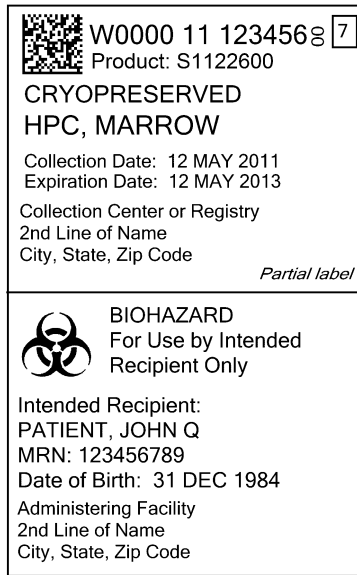 W0000 11 123456 00 7
Product: S1122600
CRYOPRESERVED
HPC, MARROW
Collection Date: 12 MAY 2011
Expiration Date: 12 MAY 2013
Collection Center or Registry
2nd Line of Name
City, State, Zip Code
Partial label
BIOHAZARD
For Use by Intended
Recipient Only
Intended Recipient:
PATIENT, JOHN Q
MRN: 123456789
Date of Birth: 31 DEC 1984
Administering Facility
2nd Line of Name
City, State, Zip Code